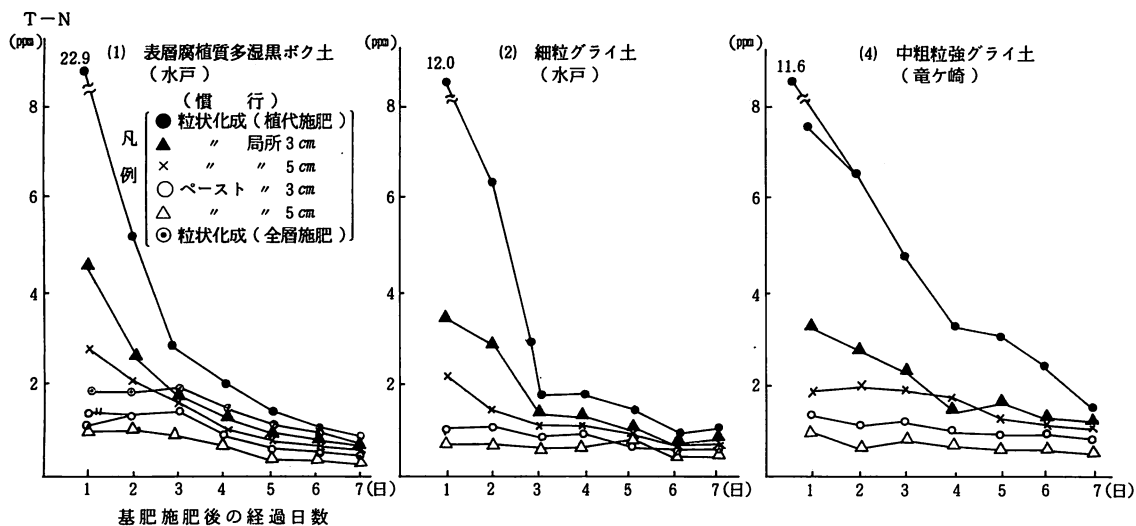 T－N
(ppm)
(1) 表層腐植質多湿黒ボク土
(水戸)
22.9
8
6
4
2
凡例
(慣　行)
● 粒状化成(植代施肥)
▲ 〃 局所 3 cm
× 〃 〃 5 cm
○ ペースト 〃 3 cm
△ 〃 〃 5 cm
◉ 粒状化成(全層施肥)
〃
1 2 3 4 5 6 7(日)
基肥施肥後の経過日数
(ppm)
(2) 細粒グライ土
(水戸)
12.0
8
6
4
2
1 2 3 4 5 6 7(日)
(ppm)
(4) 中粗粒強グライ土
(竜ケ崎)
11.6
8
6
4
2
1 2 3 4 5 6 7(日)